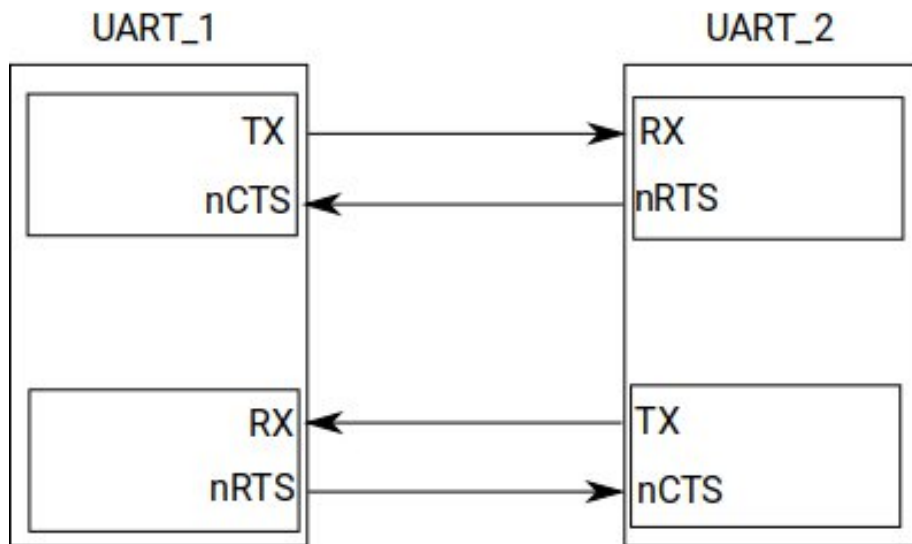 UART_1
UART_2
TX
RX
nCTS
nRTS
RX
TX
nRTS
nCTS